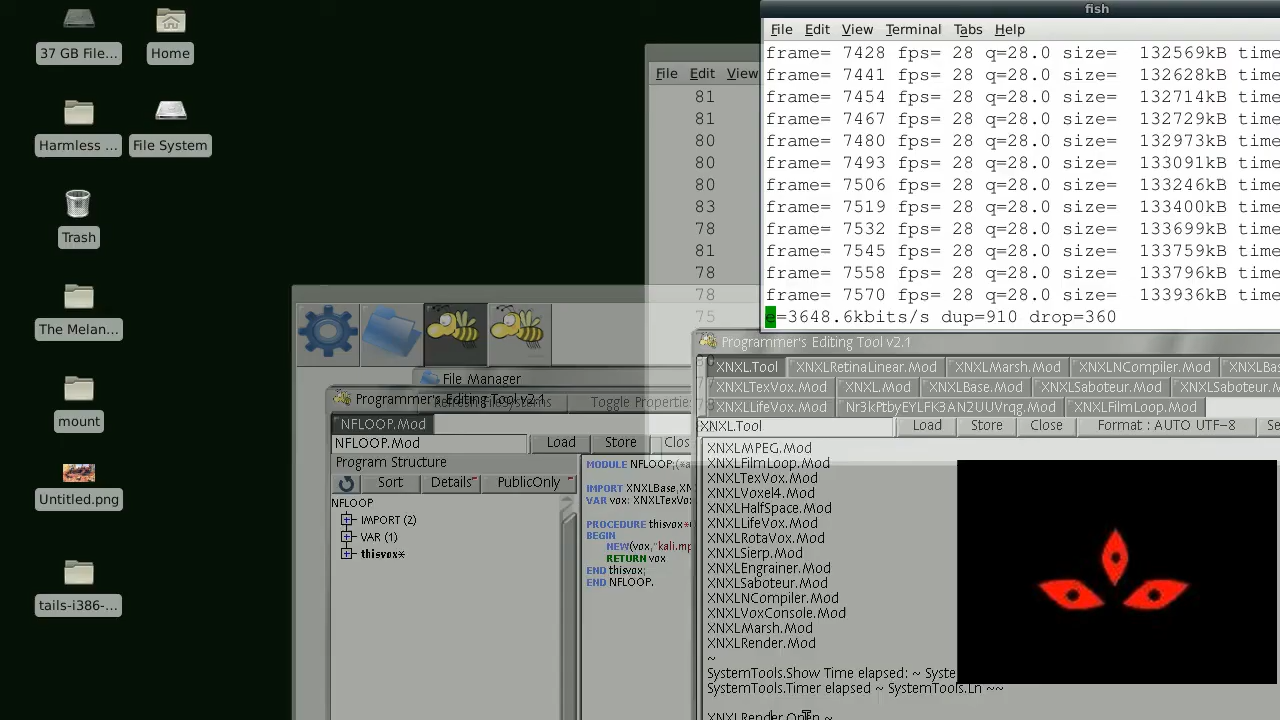 37 GB File...
Home
Harmless ...
File System
Trash
The Melan...
mount
Untitled.png
tails-i386-...
File Edit View
81
81
80
80
80
83
78
81
78
78
75
fish
File Edit View Terminal Tabs Help
frame= 7428 fps= 28 q=28.0 size=  132569kB time
frame= 7441 fps= 28 q=28.0 size=  132628kB time
frame= 7454 fps= 28 q=28.0 size=  132714kB time
frame= 7467 fps= 28 q=28.0 size=  132729kB time
frame= 7480 fps= 28 q=28.0 size=  132973kB time
frame= 7493 fps= 28 q=28.0 size=  133091kB time
frame= 7506 fps= 28 q=28.0 size=  133246kB time
frame= 7519 fps= 28 q=28.0 size=  133400kB time
frame= 7532 fps= 28 q=28.0 size=  133699kB time
frame= 7545 fps= 28 q=28.0 size=  133759kB time
frame= 7558 fps= 28 q=28.0 size=  133796kB time
frame= 7570 fps= 28 q=28.0 size=  133936kB time
e=3648.6kbits/s dup=910 drop=360
File Manager
Toggle Properti
Programmer's Editing Tool v2.1
NFLOOP.Mod
NFLOOP.Mod Load Store Clos
Program Structure
Sort Details PublicOnly
NFLOOP
IMPORT (2)
VAR (1)
thisvox*
MODULE NFLOOP;(*a
IMPORT XNXLBase,XN
VAR vox: XNXLTexVo
PROCEDURE thisvox*
BEGIN
NEW(vox,"kali.mp
RETURN vox
END thisvox;
END NFLOOP.
Programmer's Editing Tool v2.1
XNXL.Tool XNXLRetinaLinear.Mod XNXLMarsh.Mod XNXLNCompiler.Mod XNXLBas
XNXLTexVox.Mod XNXL.Mod XNXLBase.Mod XNXLSaboteur.Mod XNXLSaboteur.M
XNXLLifeVox.Mod Nr3kPtbyEYLFK3AN2UUVrqg.Mod XNXLFilmLoop.Mod
XNXL.Tool Load Store Close Format : AUTO UTF-8 Se
XNXLMPEG.Mod
XNXLFilmLoop.Mod
XNXLTexVox.Mod
XNXLVoxel4.Mod
XNXLHalfSpace.Mod
XNXLLifeVox.Mod
XNXLRotaVox.Mod
XNXLSierp.Mod
XNXLEngrainer.Mod
XNXLSaboteur.Mod
XNXLNCompiler.Mod
XNXLVoxConsole.Mod
XNXLMarsh.Mod
XNXLRender.Mod
~
SystemTools.Show Time elapsed: ~ Syste
SystemTools.Timer elapsed ~ SystemTools.Ln ~~
XNXLRender.Open ~